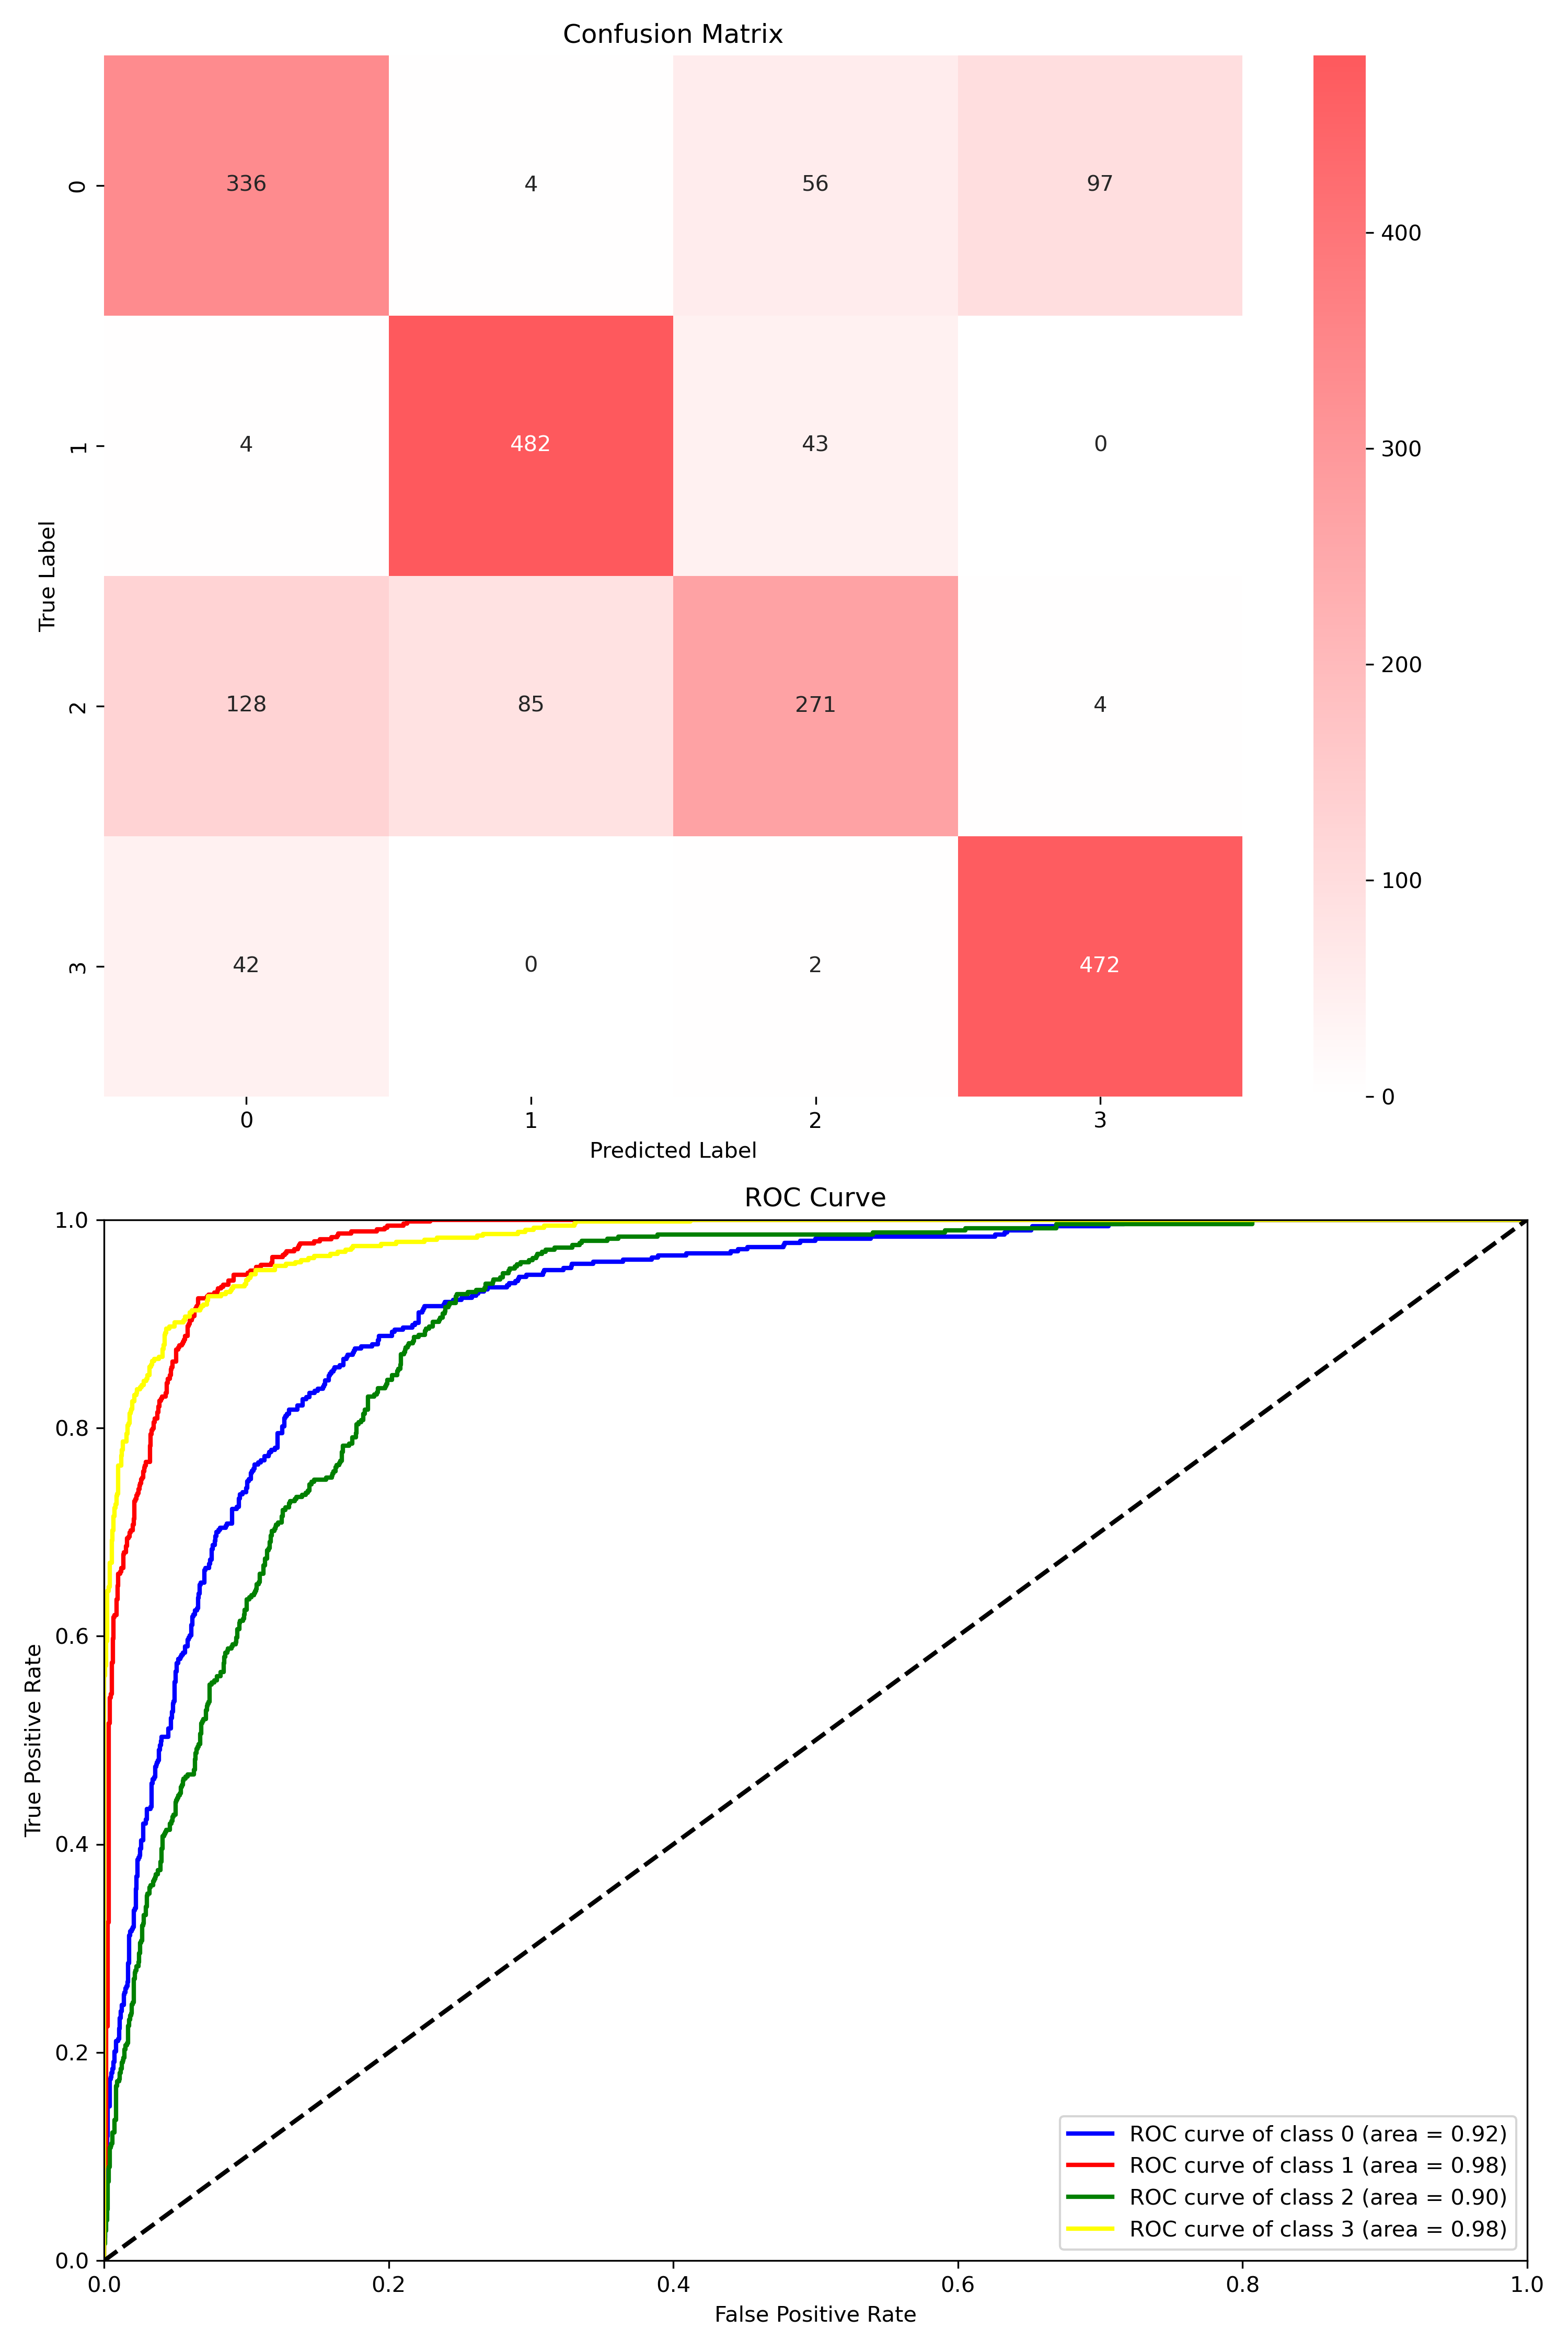 Confusion Matrix
0 336 4 56 97
400
1 4 482 43 0
300
True Label
200
2 128 85 271 4
100
3 42 0 2 472
0
0 1 2 3
Predicted Label
ROC Curve
1.0
0.8
0.6
True Positive Rate
0.4
0.2
ROC curve of class 0 (area = 0.92)
ROC curve of class 1 (area = 0.98)
ROC curve of class 2 (area = 0.90)
ROC curve of class 3 (area = 0.98)
0.0
0.0 0.2 0.4 0.6 0.8 1.0
False Positive Rate